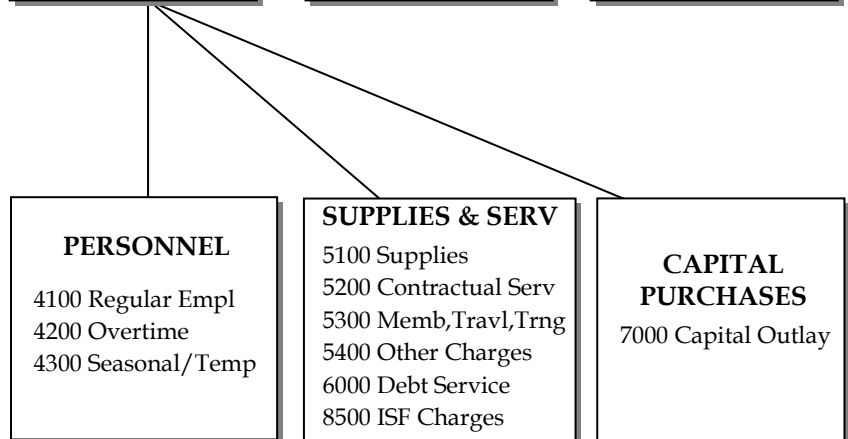 PERSONNEL
4100 Regular Empl
4200 Overtime
4300 Seasonal/Temp
SUPPLIES & SERV
5100 Supplies
5200 Contractual Serv
5300 Memb,Travl,Trng
5400 Other Charges
6000 Debt Service
8500 ISF Charges
CAPITAL
PURCHASES
7000 Capital Outlay